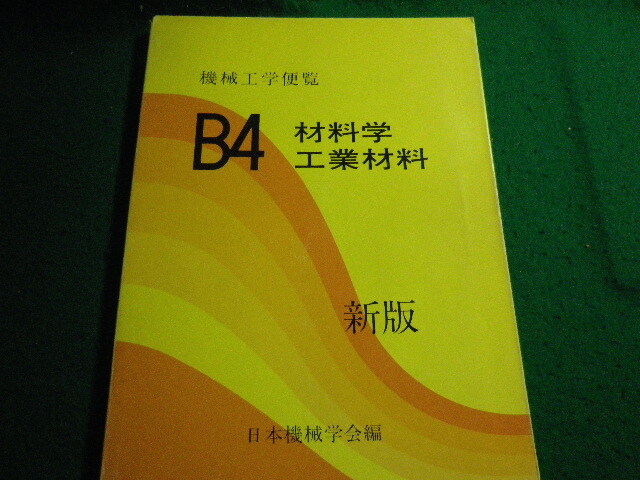 機械工学便覧
B4 材料学
工業材料
新版
日本機械学会編